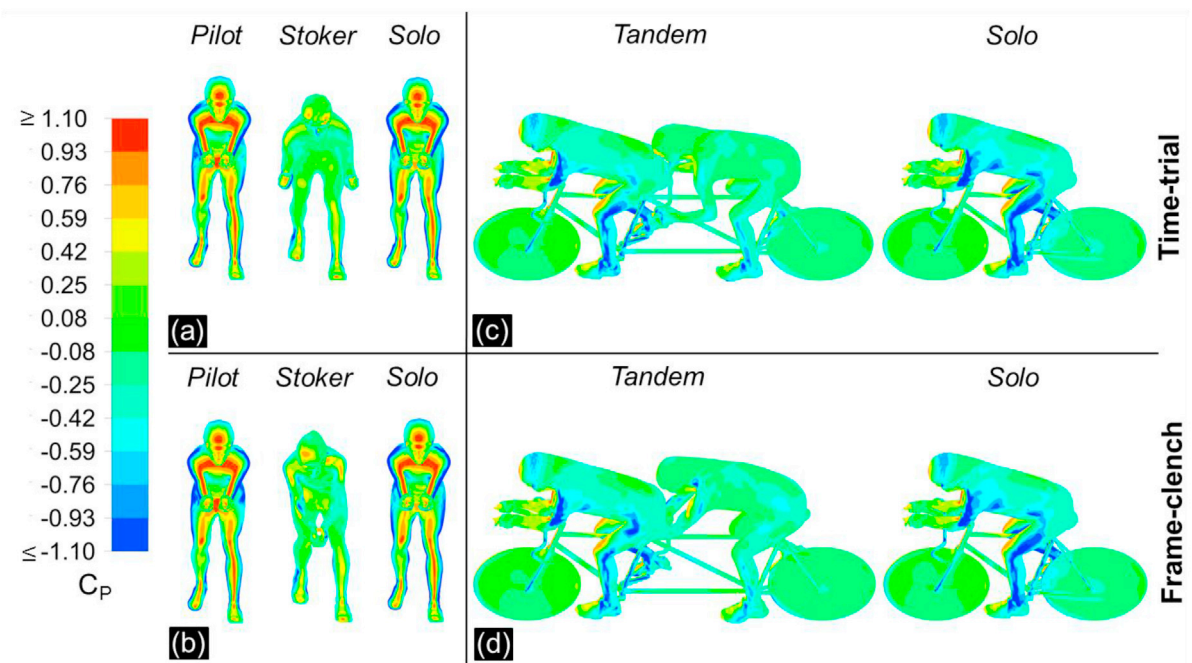 Pilot Stoker Solo
Tandem Solo
≥ 1.10
0.93
0.76
0.59
0.42
0.25
0.08
-0.08
-0.25
-0.42
-0.59
-0.76
-0.93
≤ -1.10
CP
(a)
(c)
Time-trial
Pilot Stoker Solo
Tandem Solo
(b)
(d)
Frame-clench